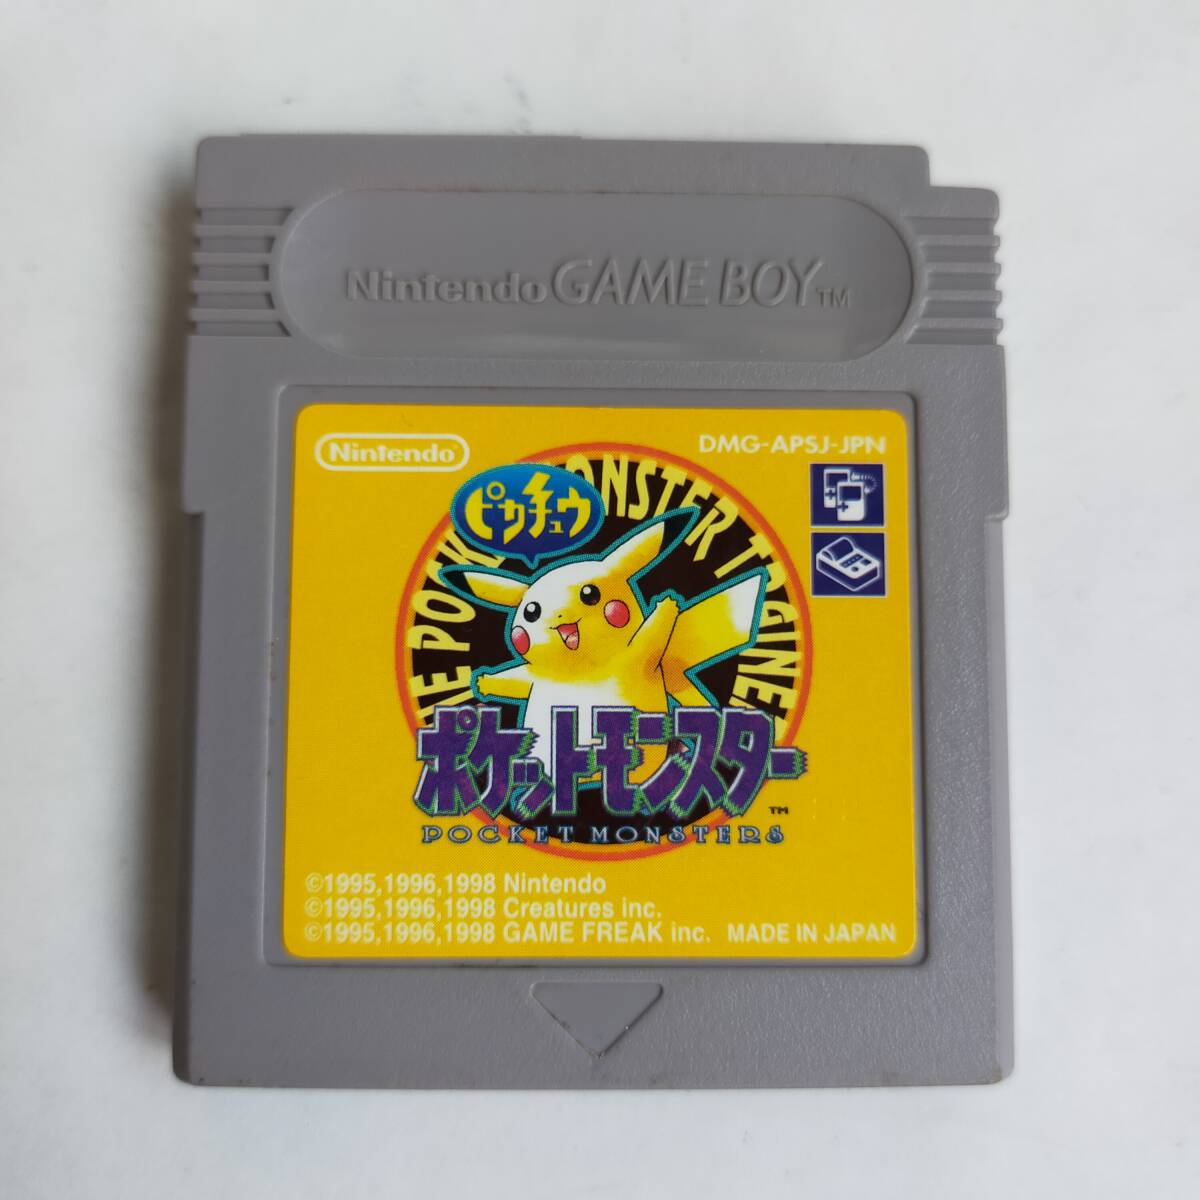 Nintendo GAME BOY TM
Nintendo
DMG-APSJ-JPN
ピカチュウ
MONSTER
ポケットモンスター
TM
POCKET MONSTERS
©1995,1996,1998 Nintendo
©1995,1996,1998 Creatures inc.
©1995,1996,1998 GAME FREAK inc. MADE IN JAPAN